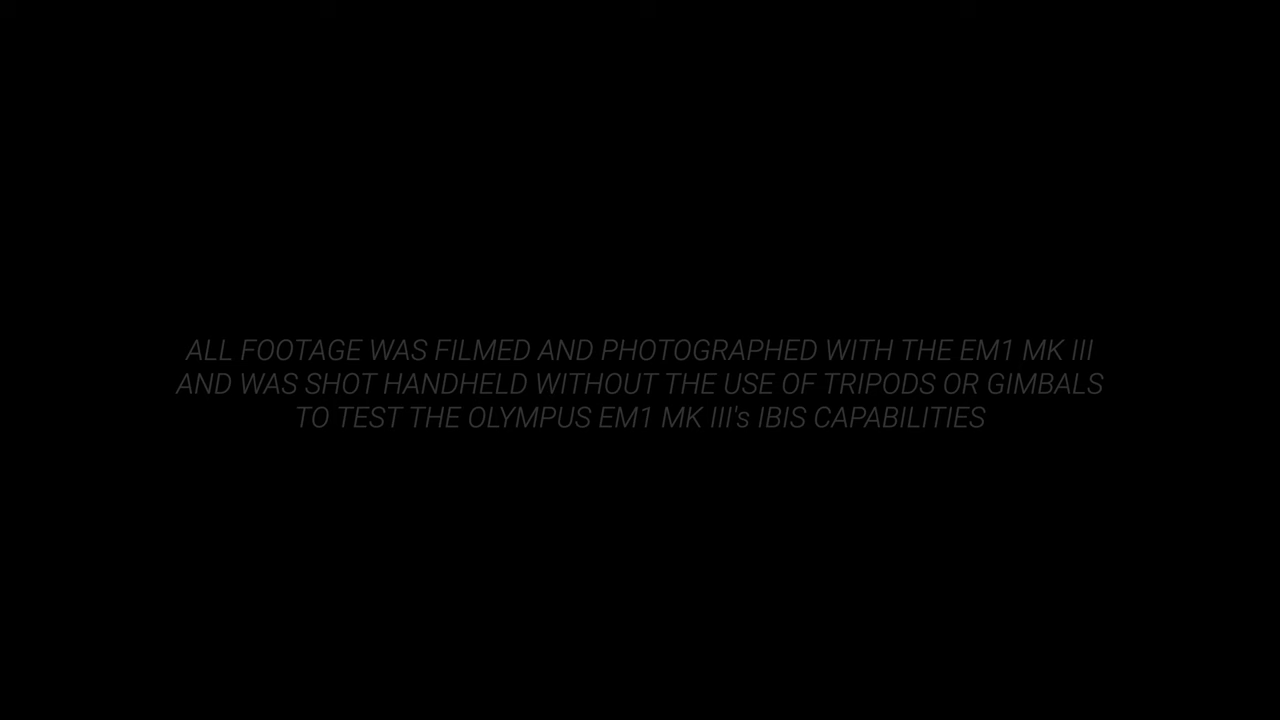 ALL FOOTAGE WAS FILMED AND PHOTOGRAPHED WITH THE EM1 MK III
AND WAS SHOT HANDHELD WITHOUT THE USE OF TRIPODS OR GIMBALS
TO TEST THE OLYMPUS EM1 MK III's IBIS CAPABILITIES